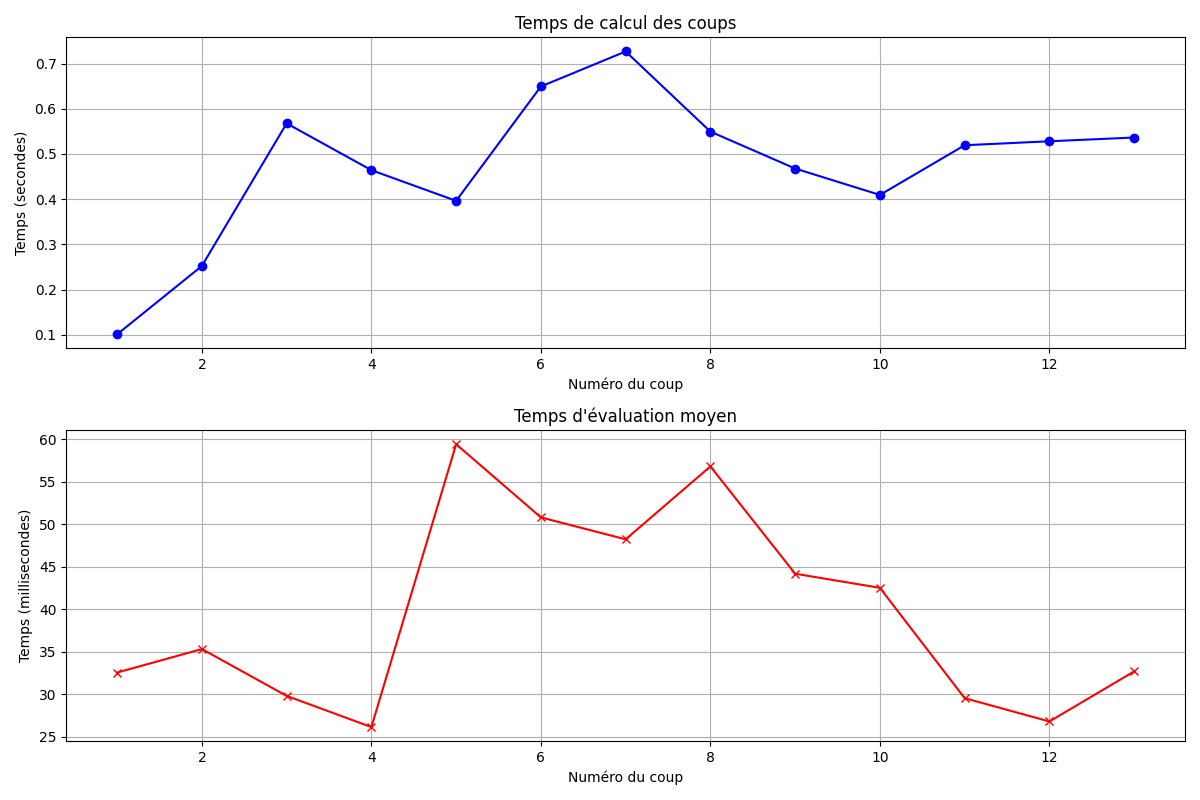 Temps de calcul des coups
0.7
0.6
0.5
0.4
0.3
0.2
0.1
Temps (secondes)
2 4 6 8 10 12
Numéro du coup
Temps d'évaluation moyen
60
55
50
45
40
35
30
25
Temps (millisecondes)
2 4 6 8 10 12
Numéro du coup